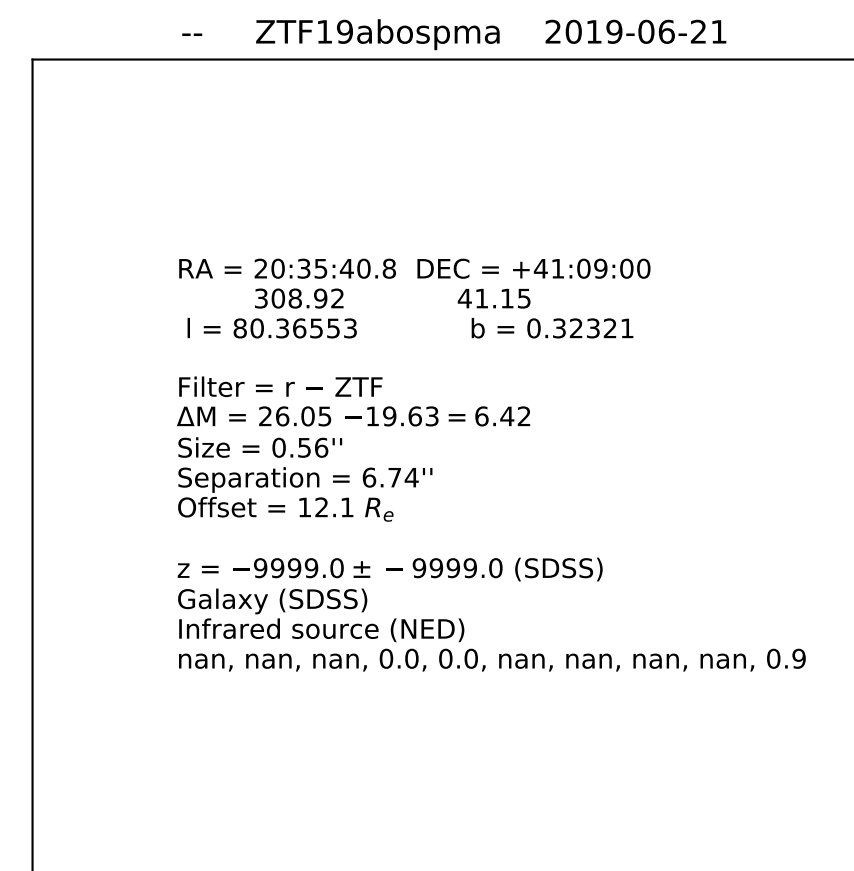 -- ZTF19abospma 2019-06-21
RA = 20:35:40.8 DEC = +41:09:00
308.92 41.15
l = 80.36553 b = 0.32321
Filter = r − ZTF
ΔM = 26.05 −19.63 = 6.42
Size = 0.56''
Separation = 6.74''
Offset = 12.1 Rₑ
z = −9999.0 ± − 9999.0 (SDSS)
Galaxy (SDSS)
Infrared source (NED)
nan, nan, nan, 0.0, 0.0, nan, nan, nan, nan, 0.9